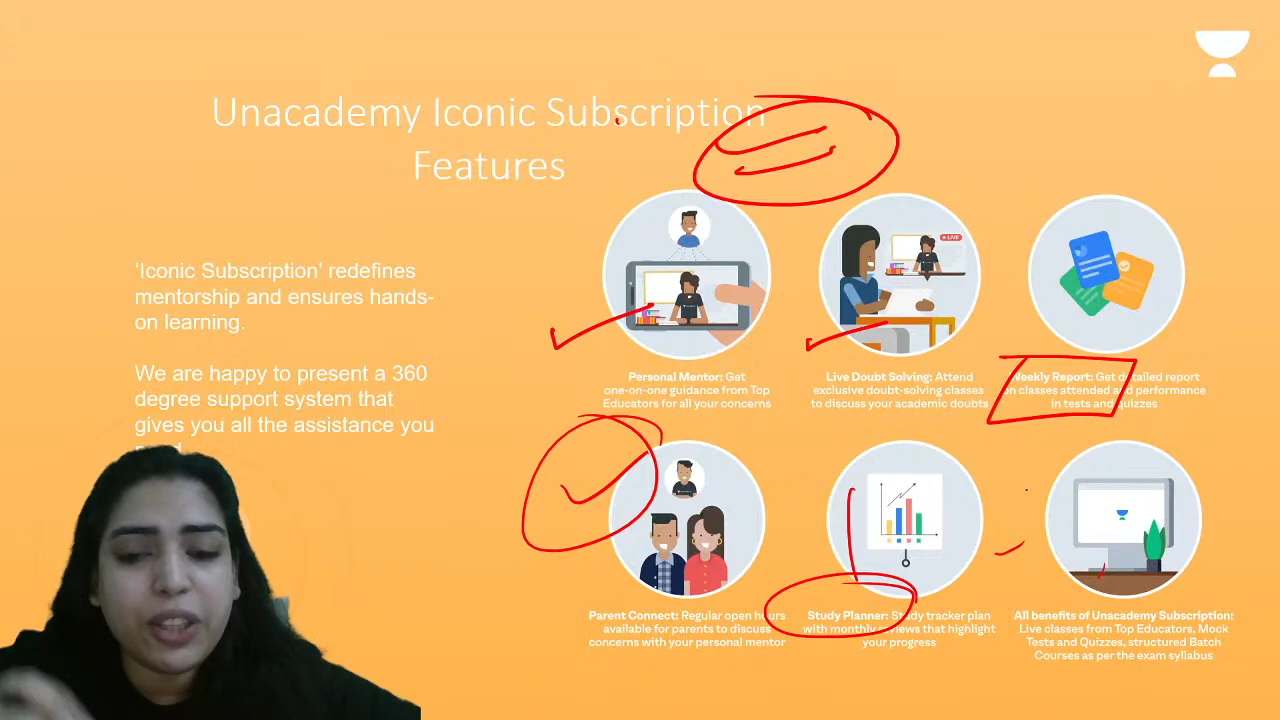 Unacademy Iconic Subscription
Features
'Iconic Subscription' redefines
mentorship and ensures hands-
on learning.
We are happy to present a 360
degree support system that
gives you all the assistance you
LIVE
Personal Mentor: Get
one-on-one guidance from Top
Educators for all your concerns
Live Doubt Solving: Attend
exclusive doubt-solving classes
to discuss your academic doubts
Weekly Report: Get detailed report
on classes attended and performance
in tests and quizzes
Parent Connect: Regular open hours
available for parents to discuss
concerns with your personal mentor
Study Planner: Study tracker plan
with monthly reviews that highlight
your progress
All benefits of Unacademy Subscription:
Live classes from Top Educators, Mock
Tests and Quizzes, structured Batch
Courses as per the exam syllabus